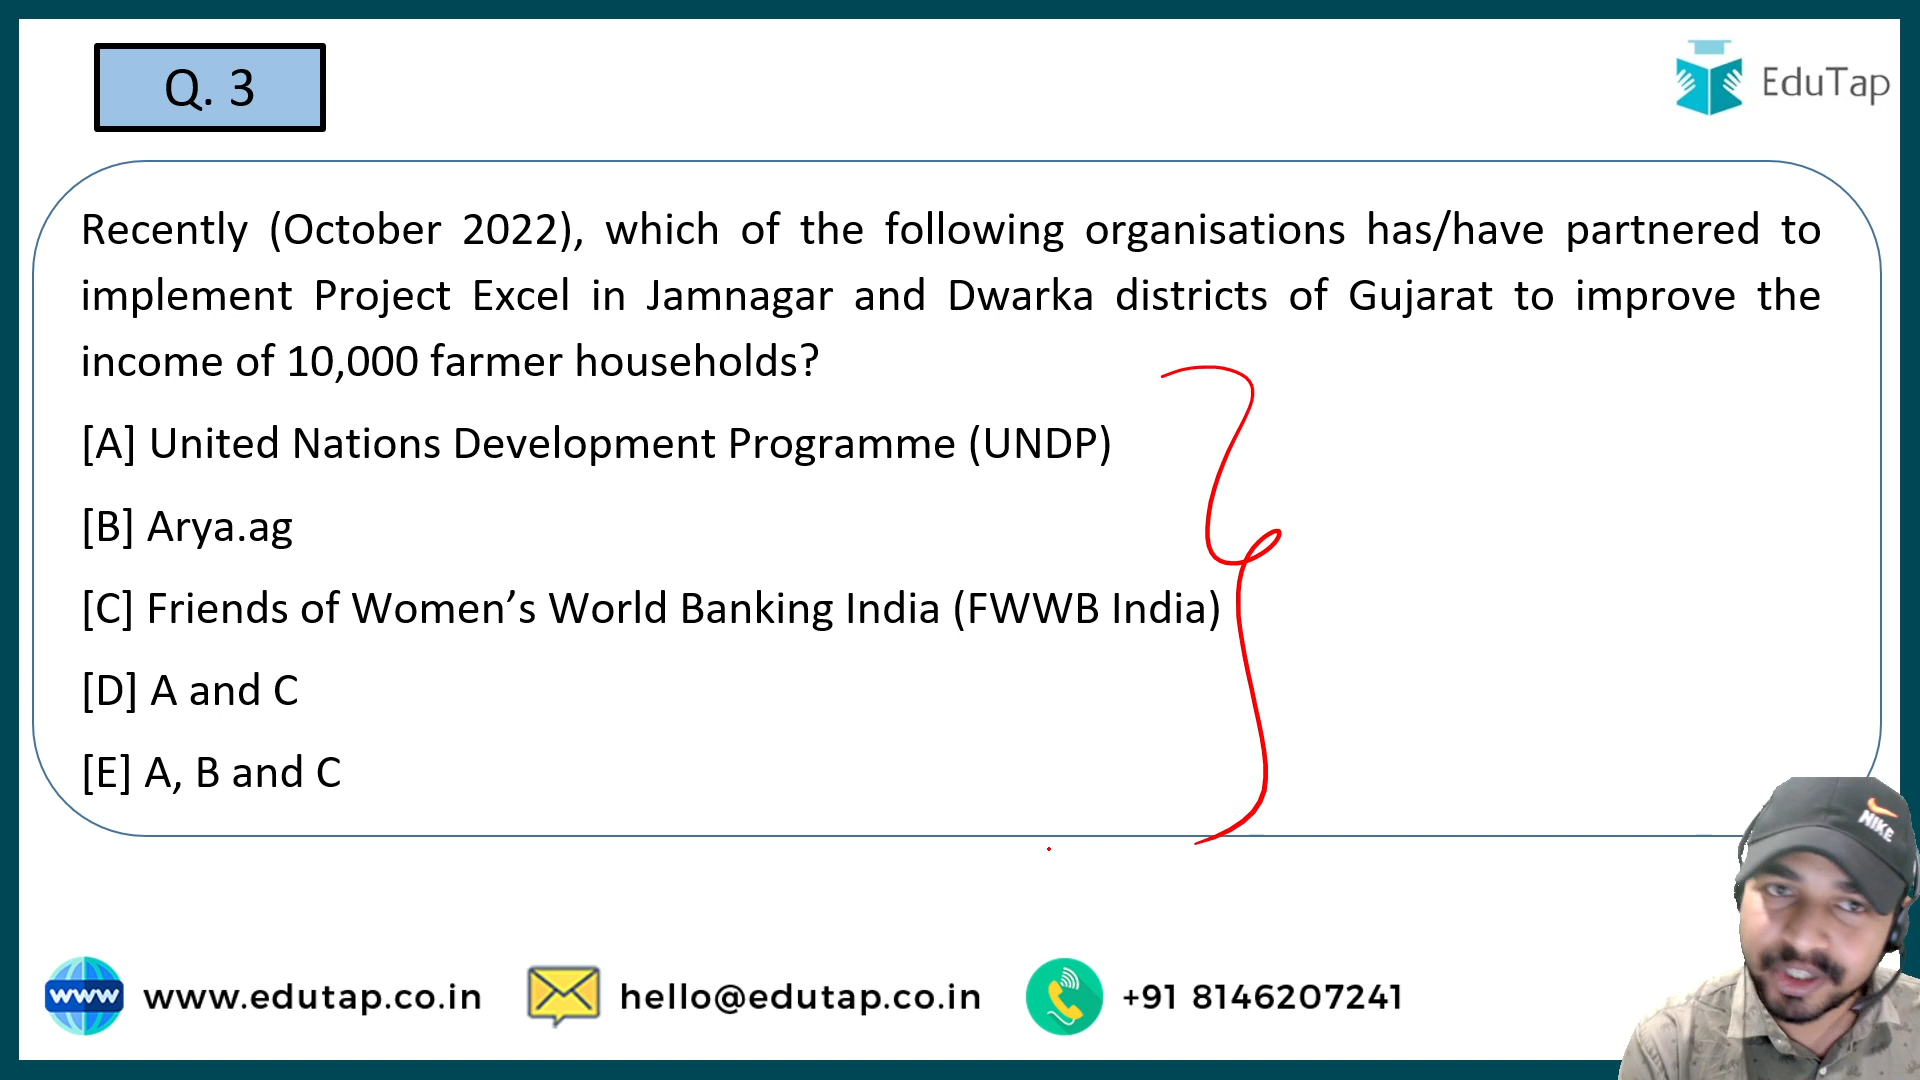 Q. 3
EduTap
Recently (October 2022), which of the following organisations has/have partnered to
implement Project Excel in Jamnagar and Dwarka districts of Gujarat to improve the
income of 10,000 farmer households?
[A] United Nations Development Programme (UNDP)
[B] Arya.ag
[C] Friends of Women’s World Banking India (FWWB India)
[D] A and C
[E] A, B and C
NIKE
www www.edutap.co.in hello@edutap.co.in +91 8146207241